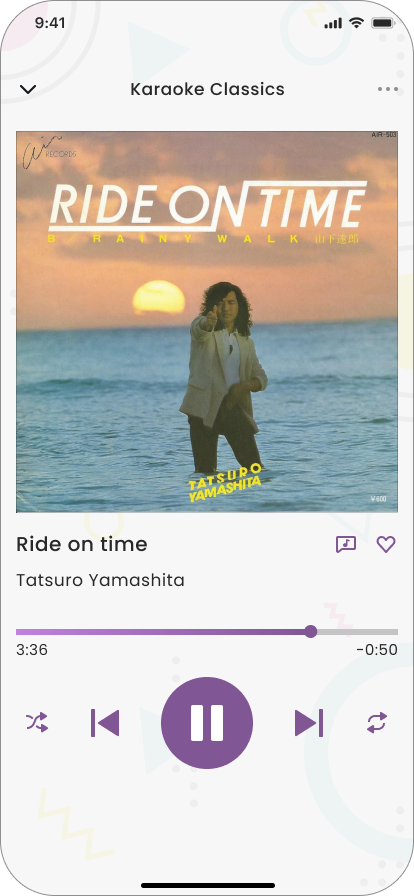 9:41
Karaoke Classics
AIR-503
RECORDS
RIDE ON TIME
B RAINY WALK 山下達郎
TATSURO
YAMASHITA
¥600
Ride on time
Tatsuro Yamashita
3:36
-0:50